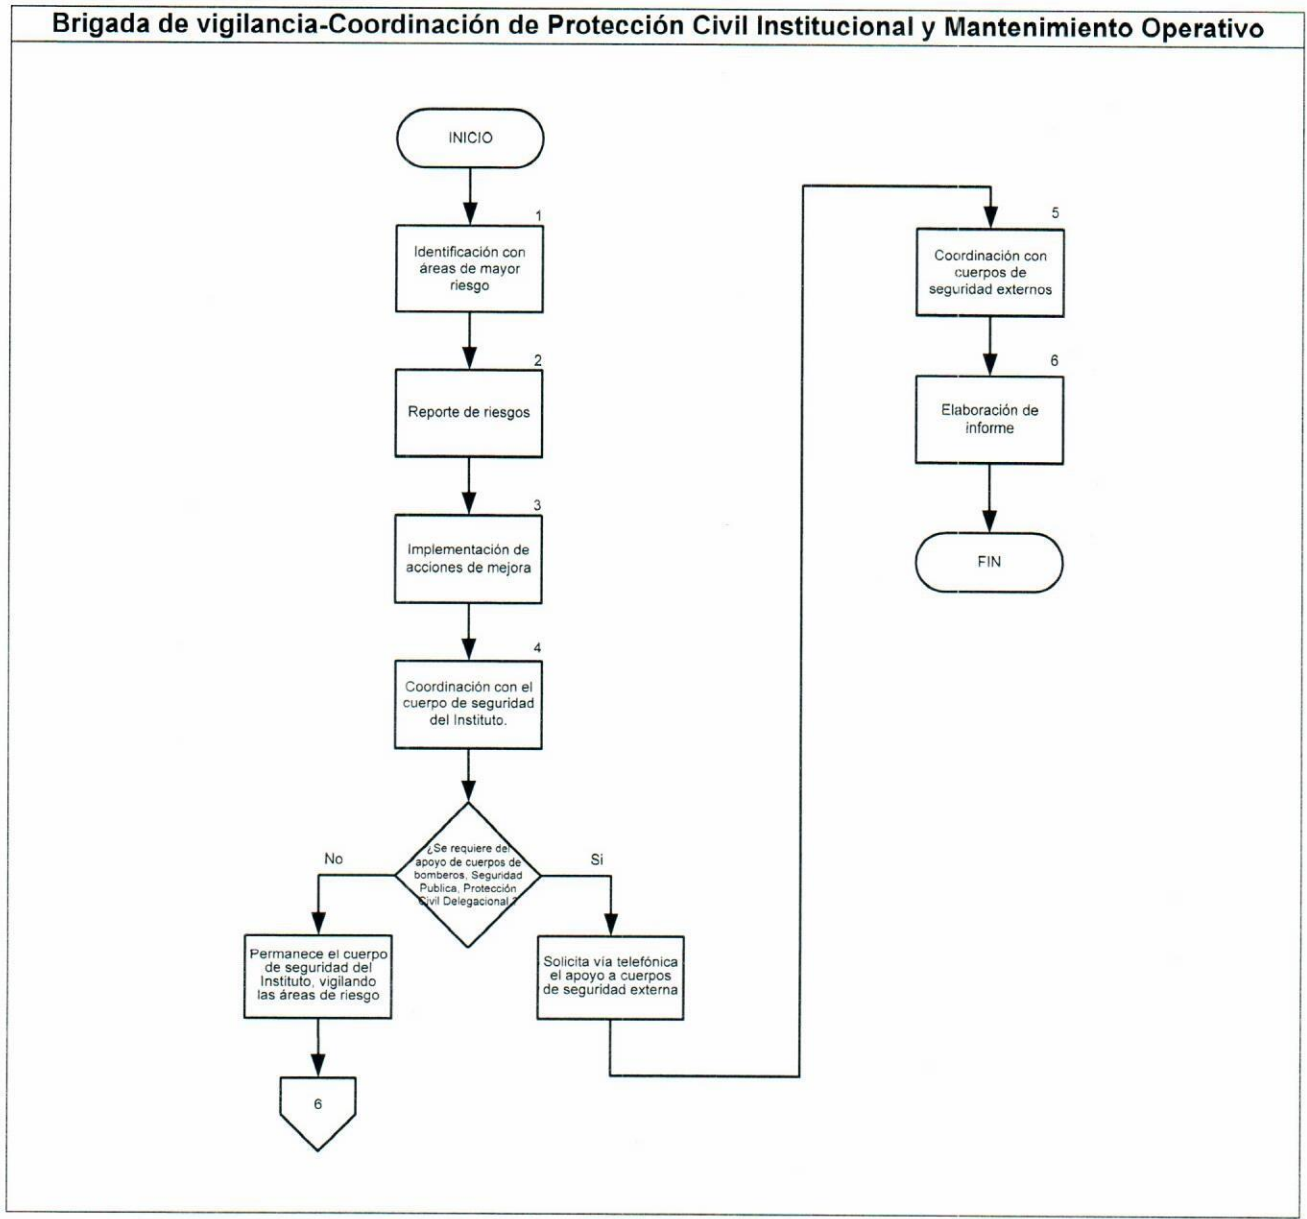 Brigada de vigilancia-Coordinación de Protección Civil Institucional y Mantenimiento Operativo
INICIO
1
Identificación con
áreas de mayor
riesgo
2
Reporte de riesgos
3
Implementación de
acciones de mejora
4
Coordinación con el
cuerpo de seguridad
del Instituto.
¿Se requiere del
apoyo de cuerpos de
bomberos, Seguridad
Publica, Protección
Civil Delegacional ?
No
Si
Permanece el cuerpo
de seguridad del
Instituto, vigilando
las áreas de riesgo
6
Solicita vía telefónica
el apoyo a cuerpos
de seguridad externa
5
Coordinación con
cuerpos de
seguridad externos
6
Elaboración de
informe
FIN